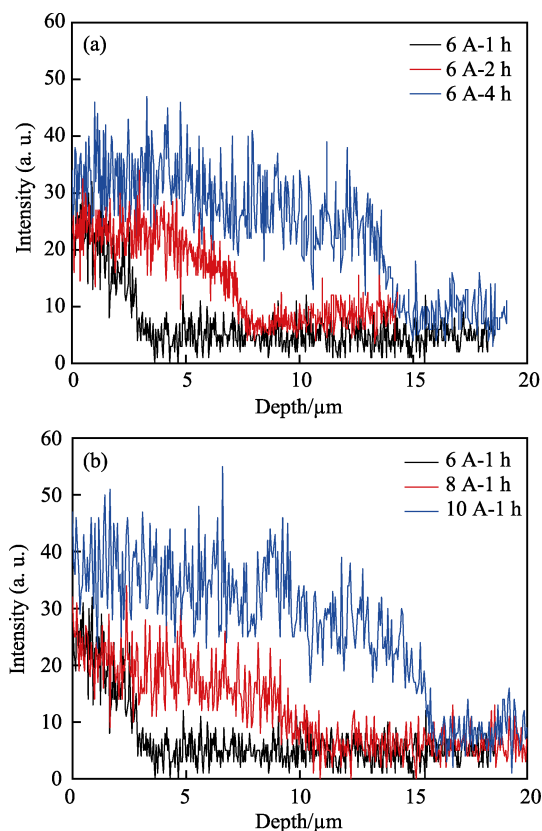 (a)
6 A-1 h
6 A-2 h
6 A-4 h
60
50
40
30
20
10
0
Intensity (a. u.)
0 5 10 15 20
Depth/μm
(b)
6 A-1 h
8 A-1 h
10 A-1 h
60
50
40
30
20
10
0
Intensity (a. u.)
0 5 10 15 20
Depth/μm